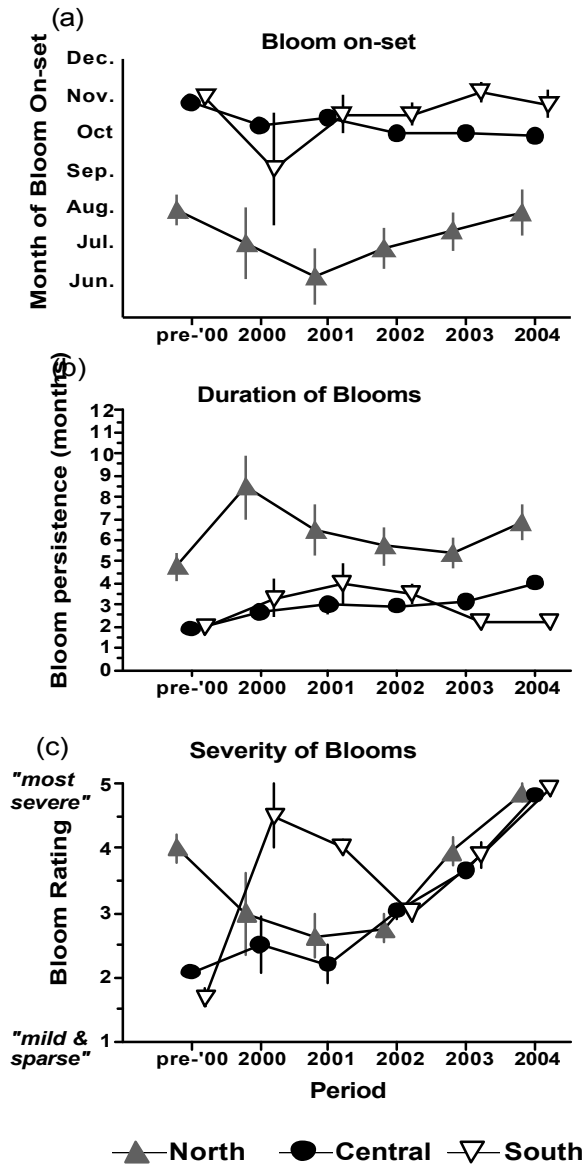 (a)
Bloom on-set
Month of Bloom On-set
Dec.
Nov.
Oct
Sep.
Aug.
Jul.
Jun.
pre-'00 2000 2001 2002 2003 2004
(b)
Duration of Blooms
Bloom persistence (months)
12
11
10
9
8
7
6
5
4
3
2
1
0
pre-'00 2000 2001 2002 2003 2004
(c)
Severity of Blooms
Bloom Rating
"most
severe"
5
4
3
2
1
"mild &
sparse"
pre-'00 2000 2001 2002 2003 2004
Period
North Central South